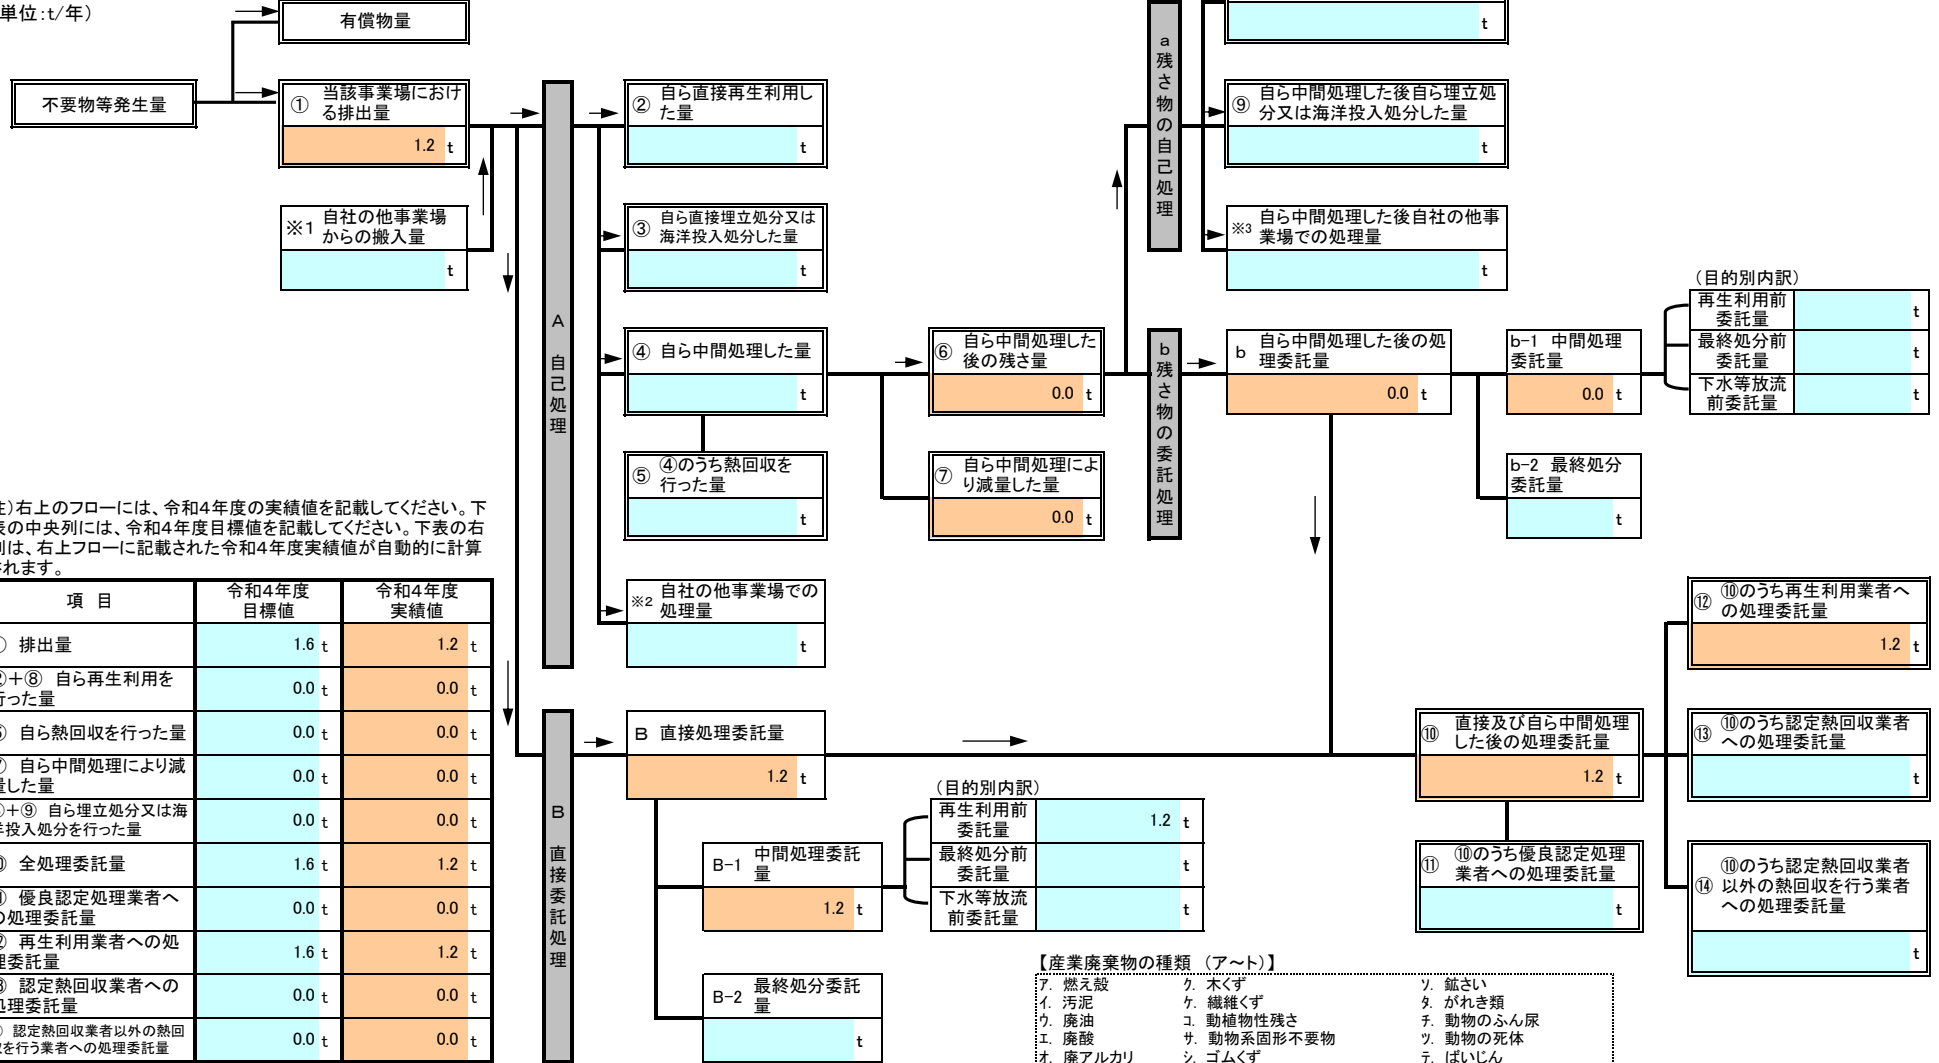 単位:t/年)
有償物量
不要物等発生量
① 当該事業場におけ
る排出量
1.2 t
※1 自社の他事業場
からの搬入量
t
A 自己処理
② 自ら直接再生利用し
た量
t
③ 自ら直接埋立処分又は
海洋投入処分した量
t
④ 自ら中間処理した量
t
⑤ ④のうち熱回収を
行った量
t
※2 自社の他事業場での
処理量
t
⑥ 自ら中間処理した
後の残さ量
0.0 t
⑦ 自ら中間処理によ
り減量した量
0.0 t
a 残さ物の自己処理
t
⑨ 自ら中間処理した後自ら埋立処
分又は海洋投入処分した量
t
※3 自ら中間処理した後自社の他事
業場での処理量
t
b 残さ物の委託処理
b 自ら中間処理した後の処
理委託量
0.0 t
b-1 中間処理
委託量
0.0 t
b-2 最終処分
委託量
t
(目的別内訳)
再生利用前
委託量
t
最終処分前
委託量
t
下水等放流
前委託量
t
)右上のフローには、令和4年度の実績値を記載してください。下
表の中央列には、令和4年度目標値を記載してください。下表の右
列は、右上フローに記載された令和4年度実績値が自動的に計算
されます。
項 目
令和4年度
目標値
令和4年度
実績値
排出量 1.6 t 1.2 t
+⑧ 自ら再生利用を
行った量 0.0 t 0.0 t
自ら熱回収を行った量 0.0 t 0.0 t
自ら中間処理により減
量した量 0.0 t 0.0 t
+⑨ 自ら埋立処分又は海
洋投入処分を行った量 0.0 t 0.0 t
全処理委託量 1.6 t 1.2 t
優良認定処理業者へ
の処理委託量 0.0 t 0.0 t
再生利用業者への処
理委託量 1.6 t 1.2 t
認定熱回収業者への
処理委託量 0.0 t 0.0 t
認定熱回収業者以外の熱回
収を行う業者への処理委託量 0.0 t 0.0 t
B 直接委託処理
B 直接処理委託量
1.2 t
B-1 中間処理委託
量
1.2 t
B-2 最終処分委託
量
t
(目的別内訳)
再生利用前
委託量
1.2 t
最終処分前
委託量
t
下水等放流
前委託量
t
⑩ 直接及び自ら中間処理
した後の処理委託量
1.2 t
⑪ ⑩のうち優良認定処理
業者への処理委託量
t
⑫ ⑩のうち再生利用業者へ
の処理委託量
1.2 t
⑬ ⑩のうち認定熱回収業者
への処理委託量
t
⑭ ⑩のうち認定熱回収業者
以外の熱回収を行う業者
への処理委託量
t
【産業廃棄物の種類 (ア~ト)】
ア. 燃え殻 ク. 木くず ソ. 鉱さい
イ. 汚泥 ケ. 繊維くず タ. がれき類
ウ. 廃油 コ. 動植物性残さ チ. 動物のふん尿
エ. 廃酸 サ. 動物系固形不要物 ツ. 動物の死体
オ. 廃アルカリ シ. ゴムくず テ. ばいじん